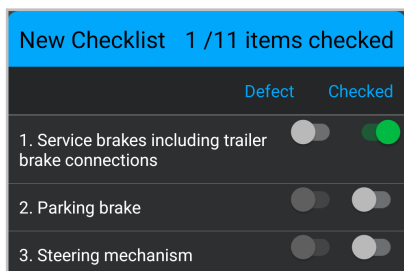 New Checklist 1 /11 items checked
Defect Checked
1. Service brakes including trailer
brake connections
2. Parking brake
3. Steering mechanism